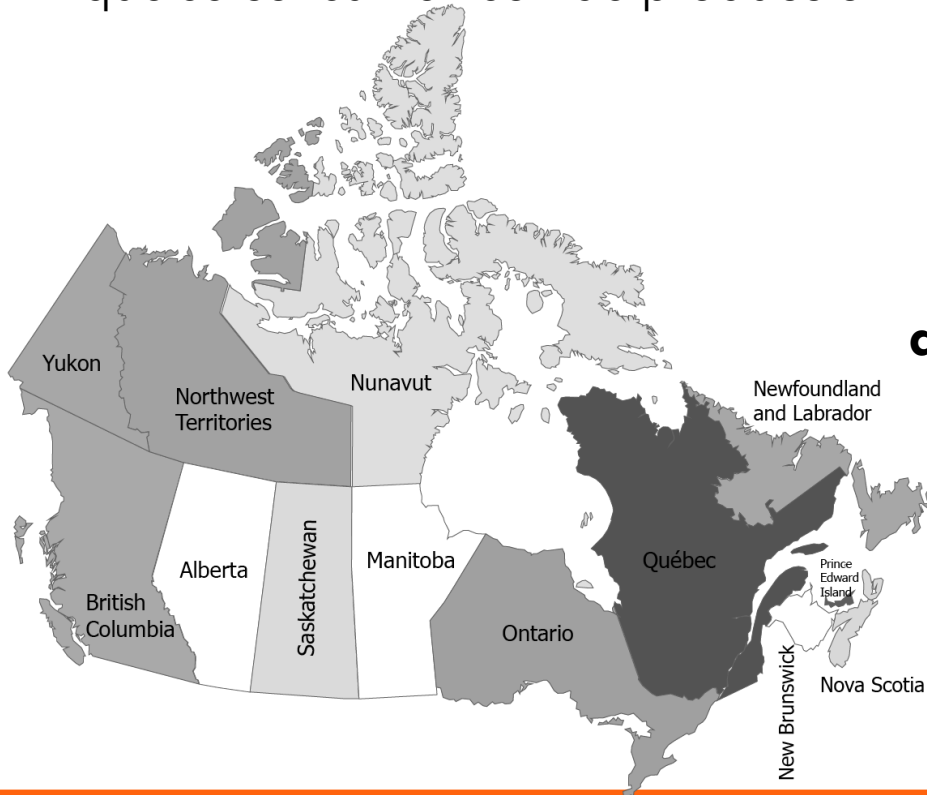 Yukon
Northwest
Territories
Nunavut
Newfoundland
and Labrador
British
Columbia
Alberta
Saskatchewan
Manitoba
Ontario
Québec
Prince
Edward
Island
New Brunswick
Nova Scotia